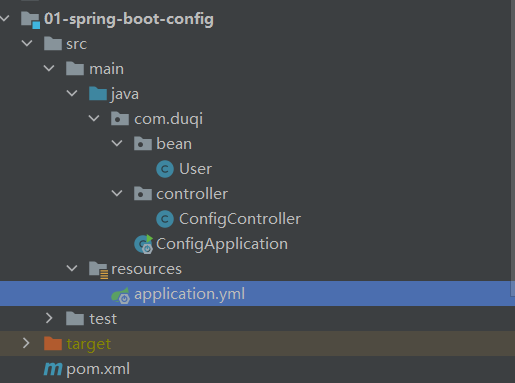 01-spring-boot-config
src
main
java
com.duqi
bean
User
controller
ConfigController
ConfigApplication
resources
application.yml
test
target
pom.xml